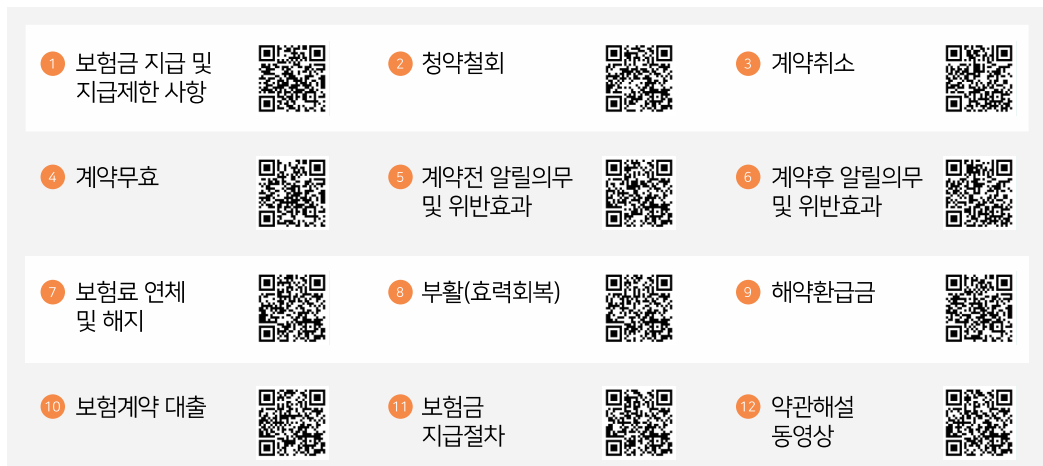 1 보험금 지급 및
지급제한 사항
2 청약철회
3 계약취소
4 계약무효
5 계약전 알릴의무
및 위반효과
6 계약후 알릴의무
및 위반효과
7 보험료 연체
및 해지
8 부활(효력회복)
9 해약환급금
10 보험계약 대출
11 보험금
지급절차
12 약관해설
동영상